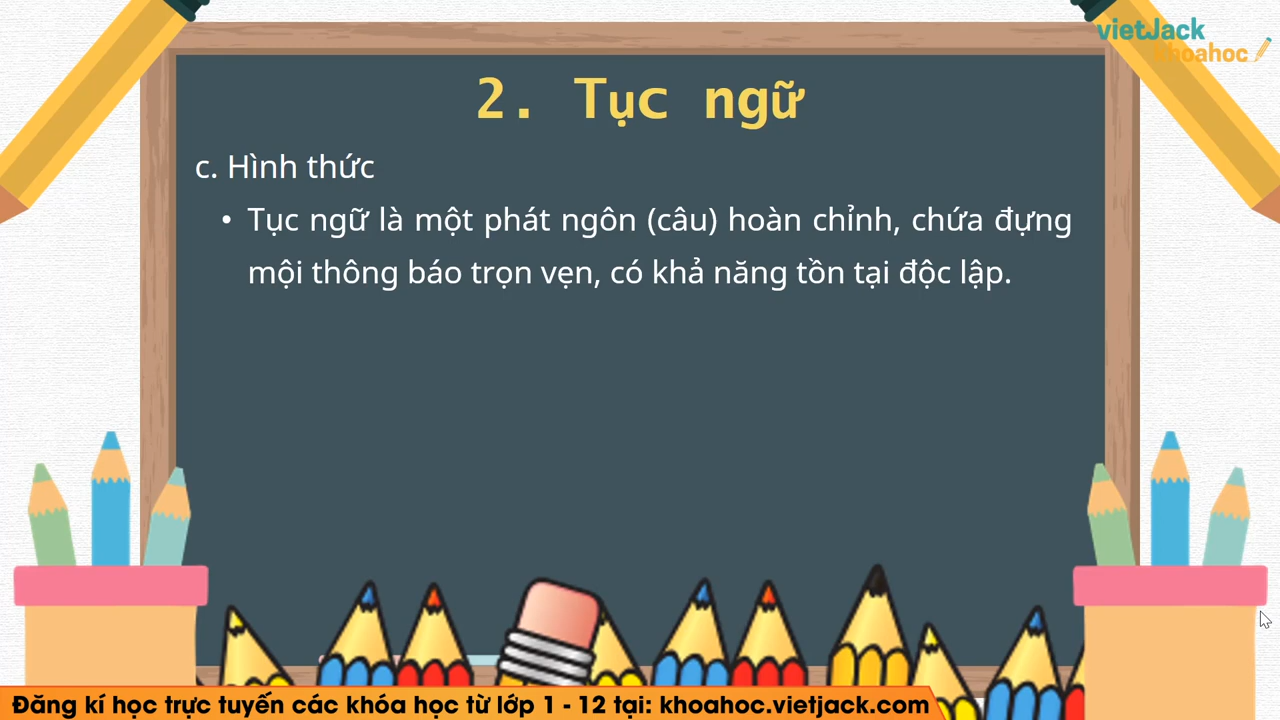 vietJack
khoahoc
2. Tục ngữ
c. Hình thức
• Tục ngữ là một phát ngôn (câu) hoàn chỉnh, chứa đựng
mội thông báo trọn vẹn, có khả năng tồn tại độc lập.
Đăng kí học trực tuyến các khóa học từ lớp 1 - 12 tại: khoahoc.vietjack.com